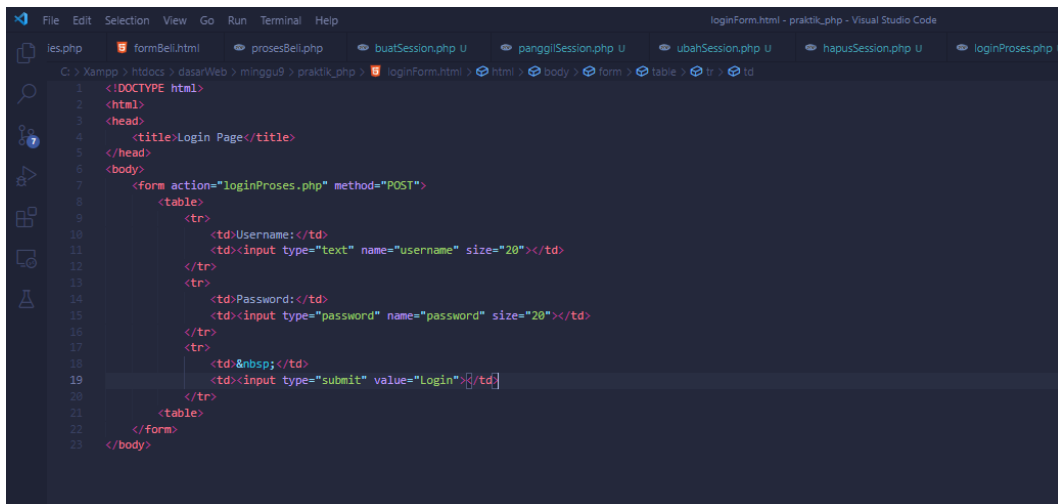 File Edit Selection View Go Run Terminal Help loginForm.html - praktik_php - Visual Studio Code
ies.php formBeli.html prosesBeli.php buatSession.php U panggilSession.php U ubahSession.php U hapusSession.php U loginProses.php
C: > Xampp > htdocs > dasarWeb > minggu9 > praktik_php > loginForm.html > html > body > form > table > tr > td
1 <!DOCTYPE html>
2 <html>
3 <head>
4 <title>Login Page</title>
5 </head>
6 <body>
7 <form action="loginProses.php" method="POST">
8 <table>
9 <tr>
10 <td>Username:</td>
11 <td><input type="text" name="username" size="20"></td>
12 </tr>
13 <tr>
14 <td>Password:</td>
15 <td><input type="password" name="password" size="20"></td>
16 </tr>
17 <tr>
18 <td>&nbsp;</td>
19 <td><input type="submit" value="Login"></td>
20 </tr>
21 <table>
22 </form>
23 </body>
7